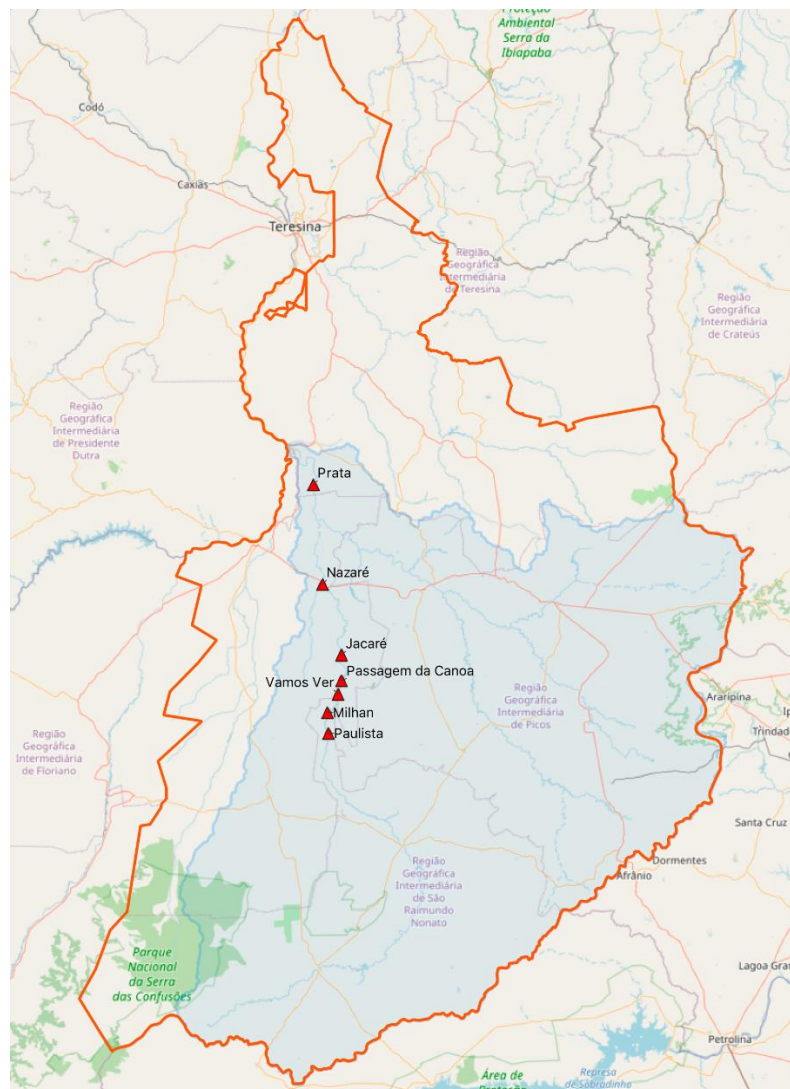 Proteção
Ambiental
Serra da
Ibiapaba
Codó
Caxias
Teresina
Região
Geográfica
Intermediária
de Teresina
Região
Geográfica
Intermediária
de Crateús
Região
Geográfica
Intermediária
de Presidente
Dutra
Prata
Nazaré
Jacaré
Passagem da Canoa
Vamos Ver
Milhan
Paulista
Região
Geográfica
Intermediária
de Picos
Araripina
Trindad
Região
Geográfica
Intermediária
de Floriano
Santa Cruz
Dormentes
Afrânio
Região
Geográfica
Intermediária
de São
Raimundo
Nonato
Parque
Nacional
da Serra
das Confusões
Lagoa Gra
Petrolina
Área de
Represa
de Sobradinho